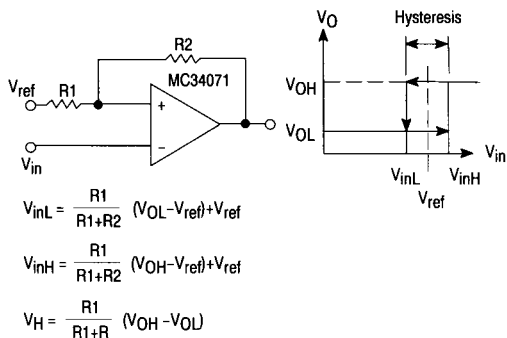 R2
MC34071
Vref
R1
+
−
Vin
Hysteresis
VO
VOH
VOL
VinL
VinH
Vin
Vref
VinL = R1 / (R1+R2) (VOL−Vref)+Vref
VinH = R1 / (R1+R2) (VOH−Vref)+Vref
VH = R1 / (R1+R) (VOH −VOL)